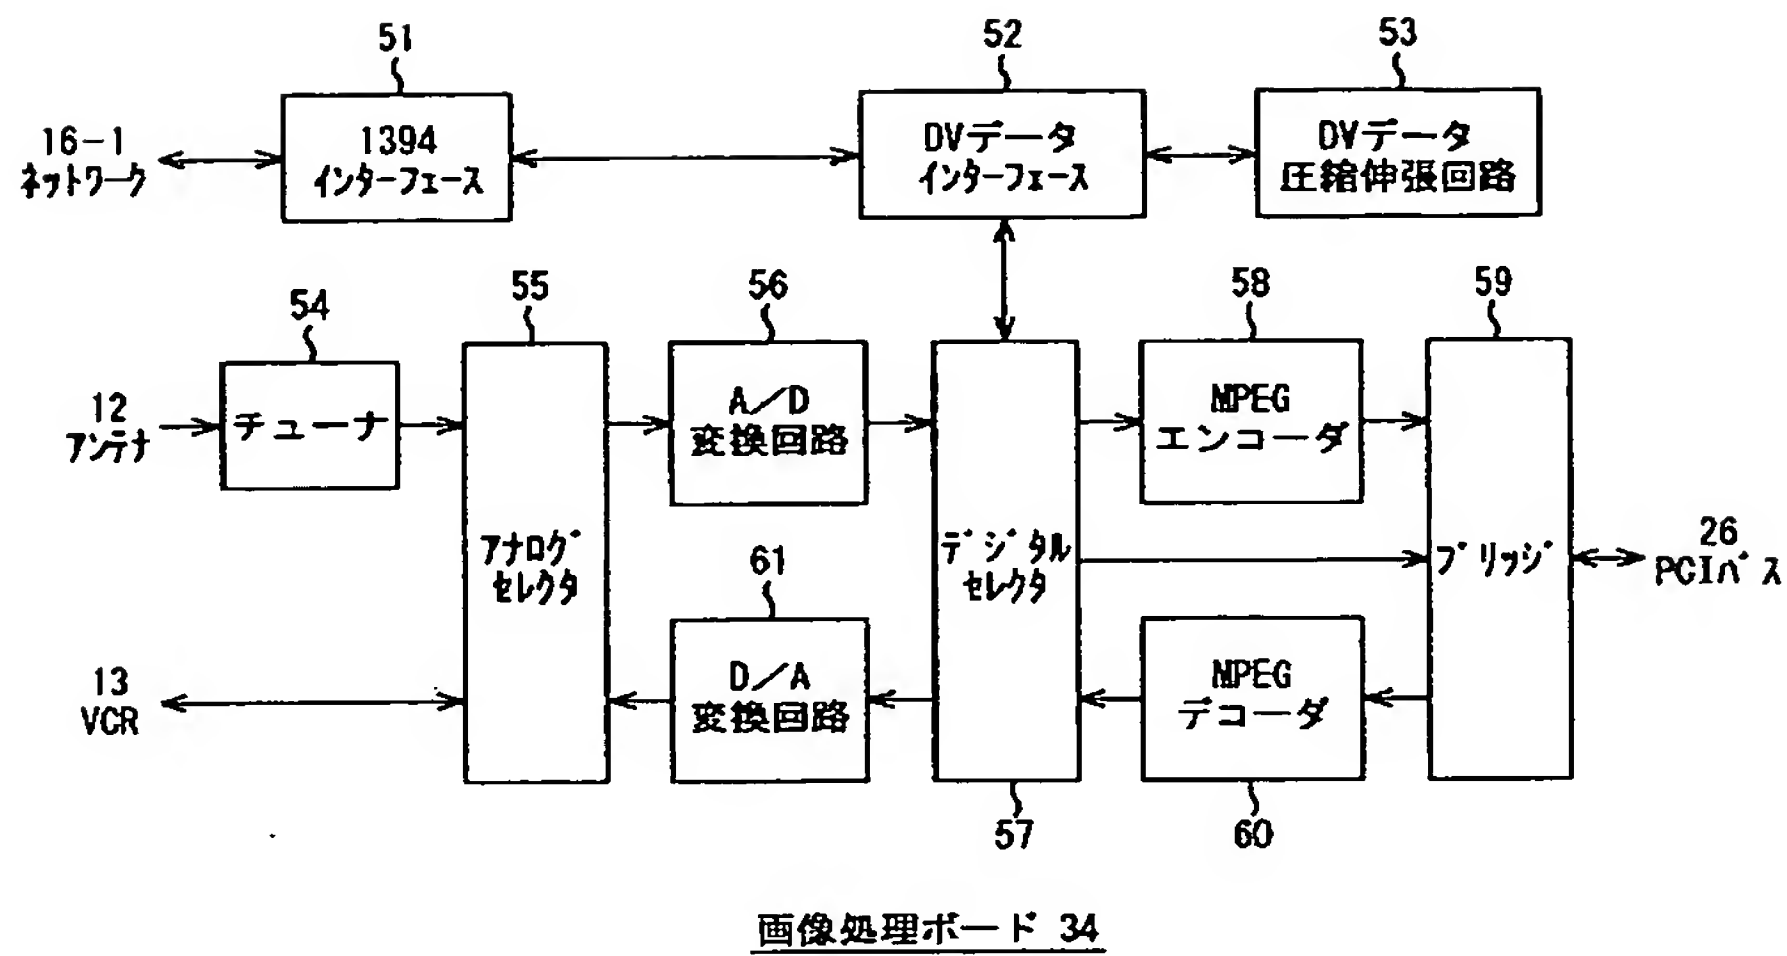 51
52
53
16-1
ネットワーク
1394
インターフェース
DVデータ
インターフェース
DVデータ
圧縮伸張回路
54
55
56
58
59
12
アンテナ
チューナ
A/D
変換回路
MPEG
エンコーダ
アナログ
セレクタ
61
デジタル
セレクタ
ブリッジ
26
PCIバス
13
VCR
D/A
変換回路
MPEG
デコーダ
57
60
画像処理ボード 34